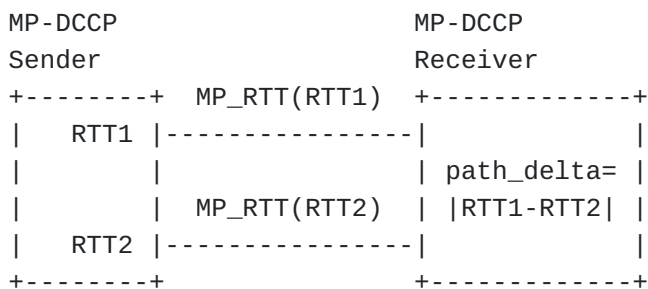 MP-DCCP                   MP-DCCP
Sender                    Receiver
+--------+  MP_RTT(RTT1)  +-------------+
|   RTT1 |----------------|             |
|        |                | path_delta= |
|        |  MP_RTT(RTT2)  | |RTT1-RTT2| |
|   RTT2 |----------------|             |
+--------+                +-------------+